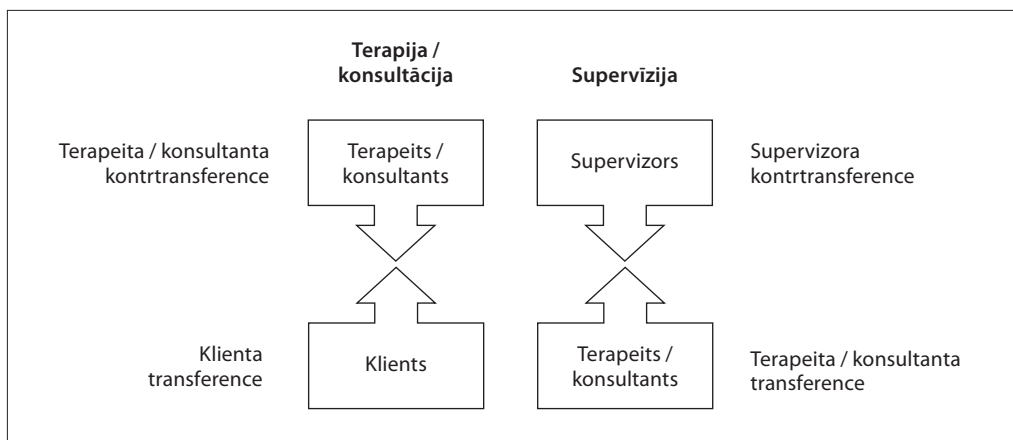 Terapija /
konsultācija
Supervīzija
Terapeita / konsultanta
kontrtransference
Terapeits /
konsultants
Supervizors
Supervizora
kontrtransference
Klienta
transference
Klients
Terapeits /
konsultants
Terapeita / konsultanta
transference